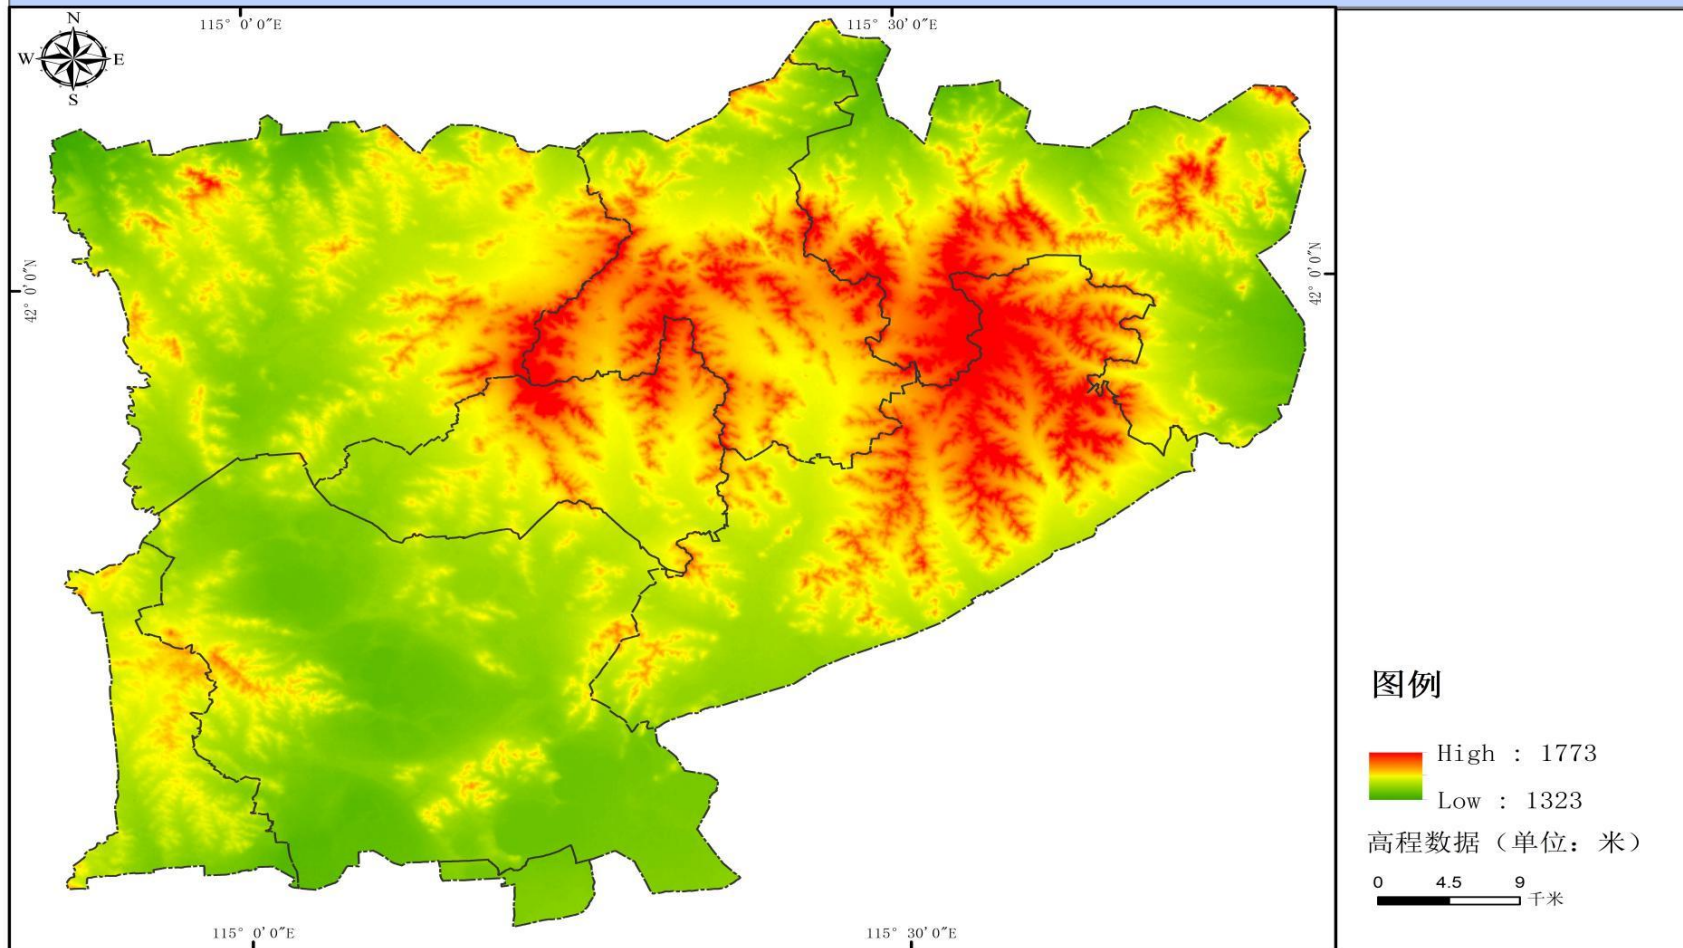 115° 0′0″E
115° 30′0″E
N
W
E
S
42° 0′0″N
42° 0′0″N
图例
High : 1773
Low : 1323
高程数据（单位：米）
0 4.5 9
千米
115° 0′0″E
115° 30′0″E